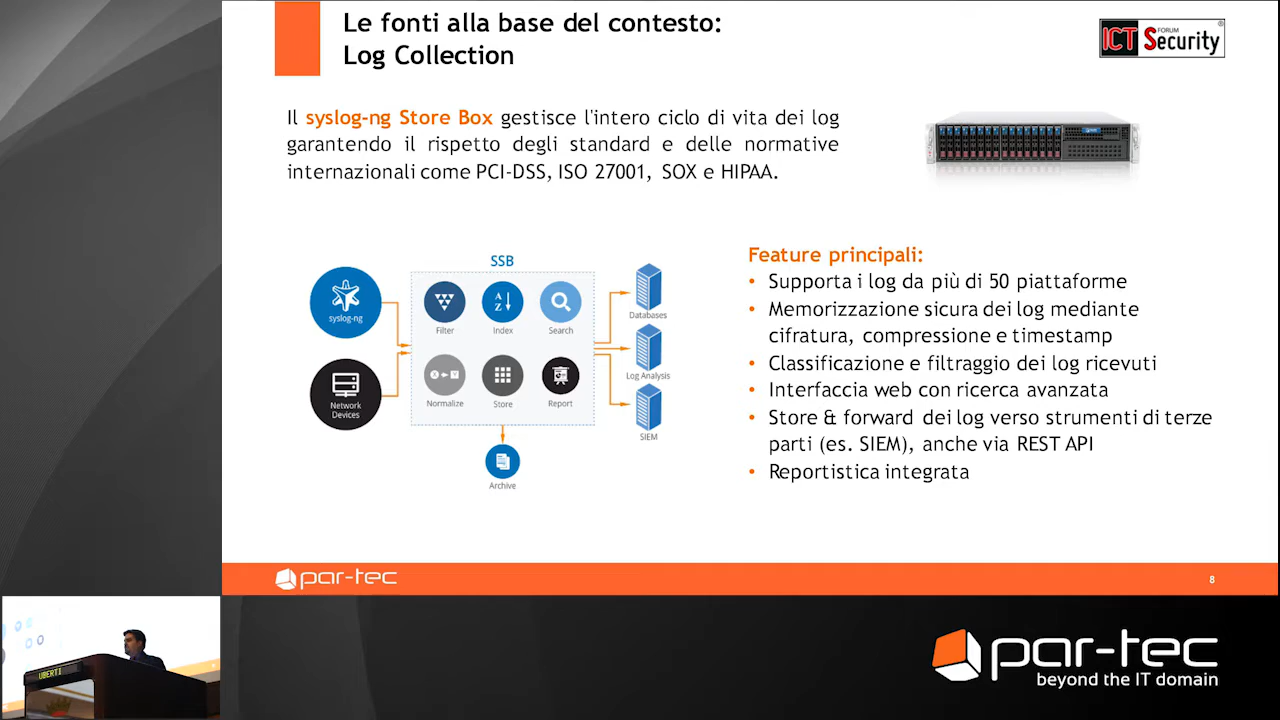 Le fonti alla base del contesto:
Log Collection
ICT FORUM Security
Il syslog-ng Store Box gestisce l'intero ciclo di vita dei log
garantendo il rispetto degli standard e delle normative
internazionali come PCI-DSS, ISO 27001, SOX e HIPAA.
SSB
syslog-ng
Network
Devices
Filter
Index
Search
Normalize
Store
Report
Databases
Log Analysis
SIEM
Archive
Feature principali:
• Supporta i log da più di 50 piattaforme
• Memorizzazione sicura dei log mediante
cifratura, compressione e timestamp
• Classificazione e filtraggio dei log ricevuti
• Interfaccia web con ricerca avanzata
• Store & forward dei log verso strumenti di terze
parti (es. SIEM), anche via REST API
• Reportistica integrata
par-tec
8
UBERTI
par-tec
beyond the IT domain